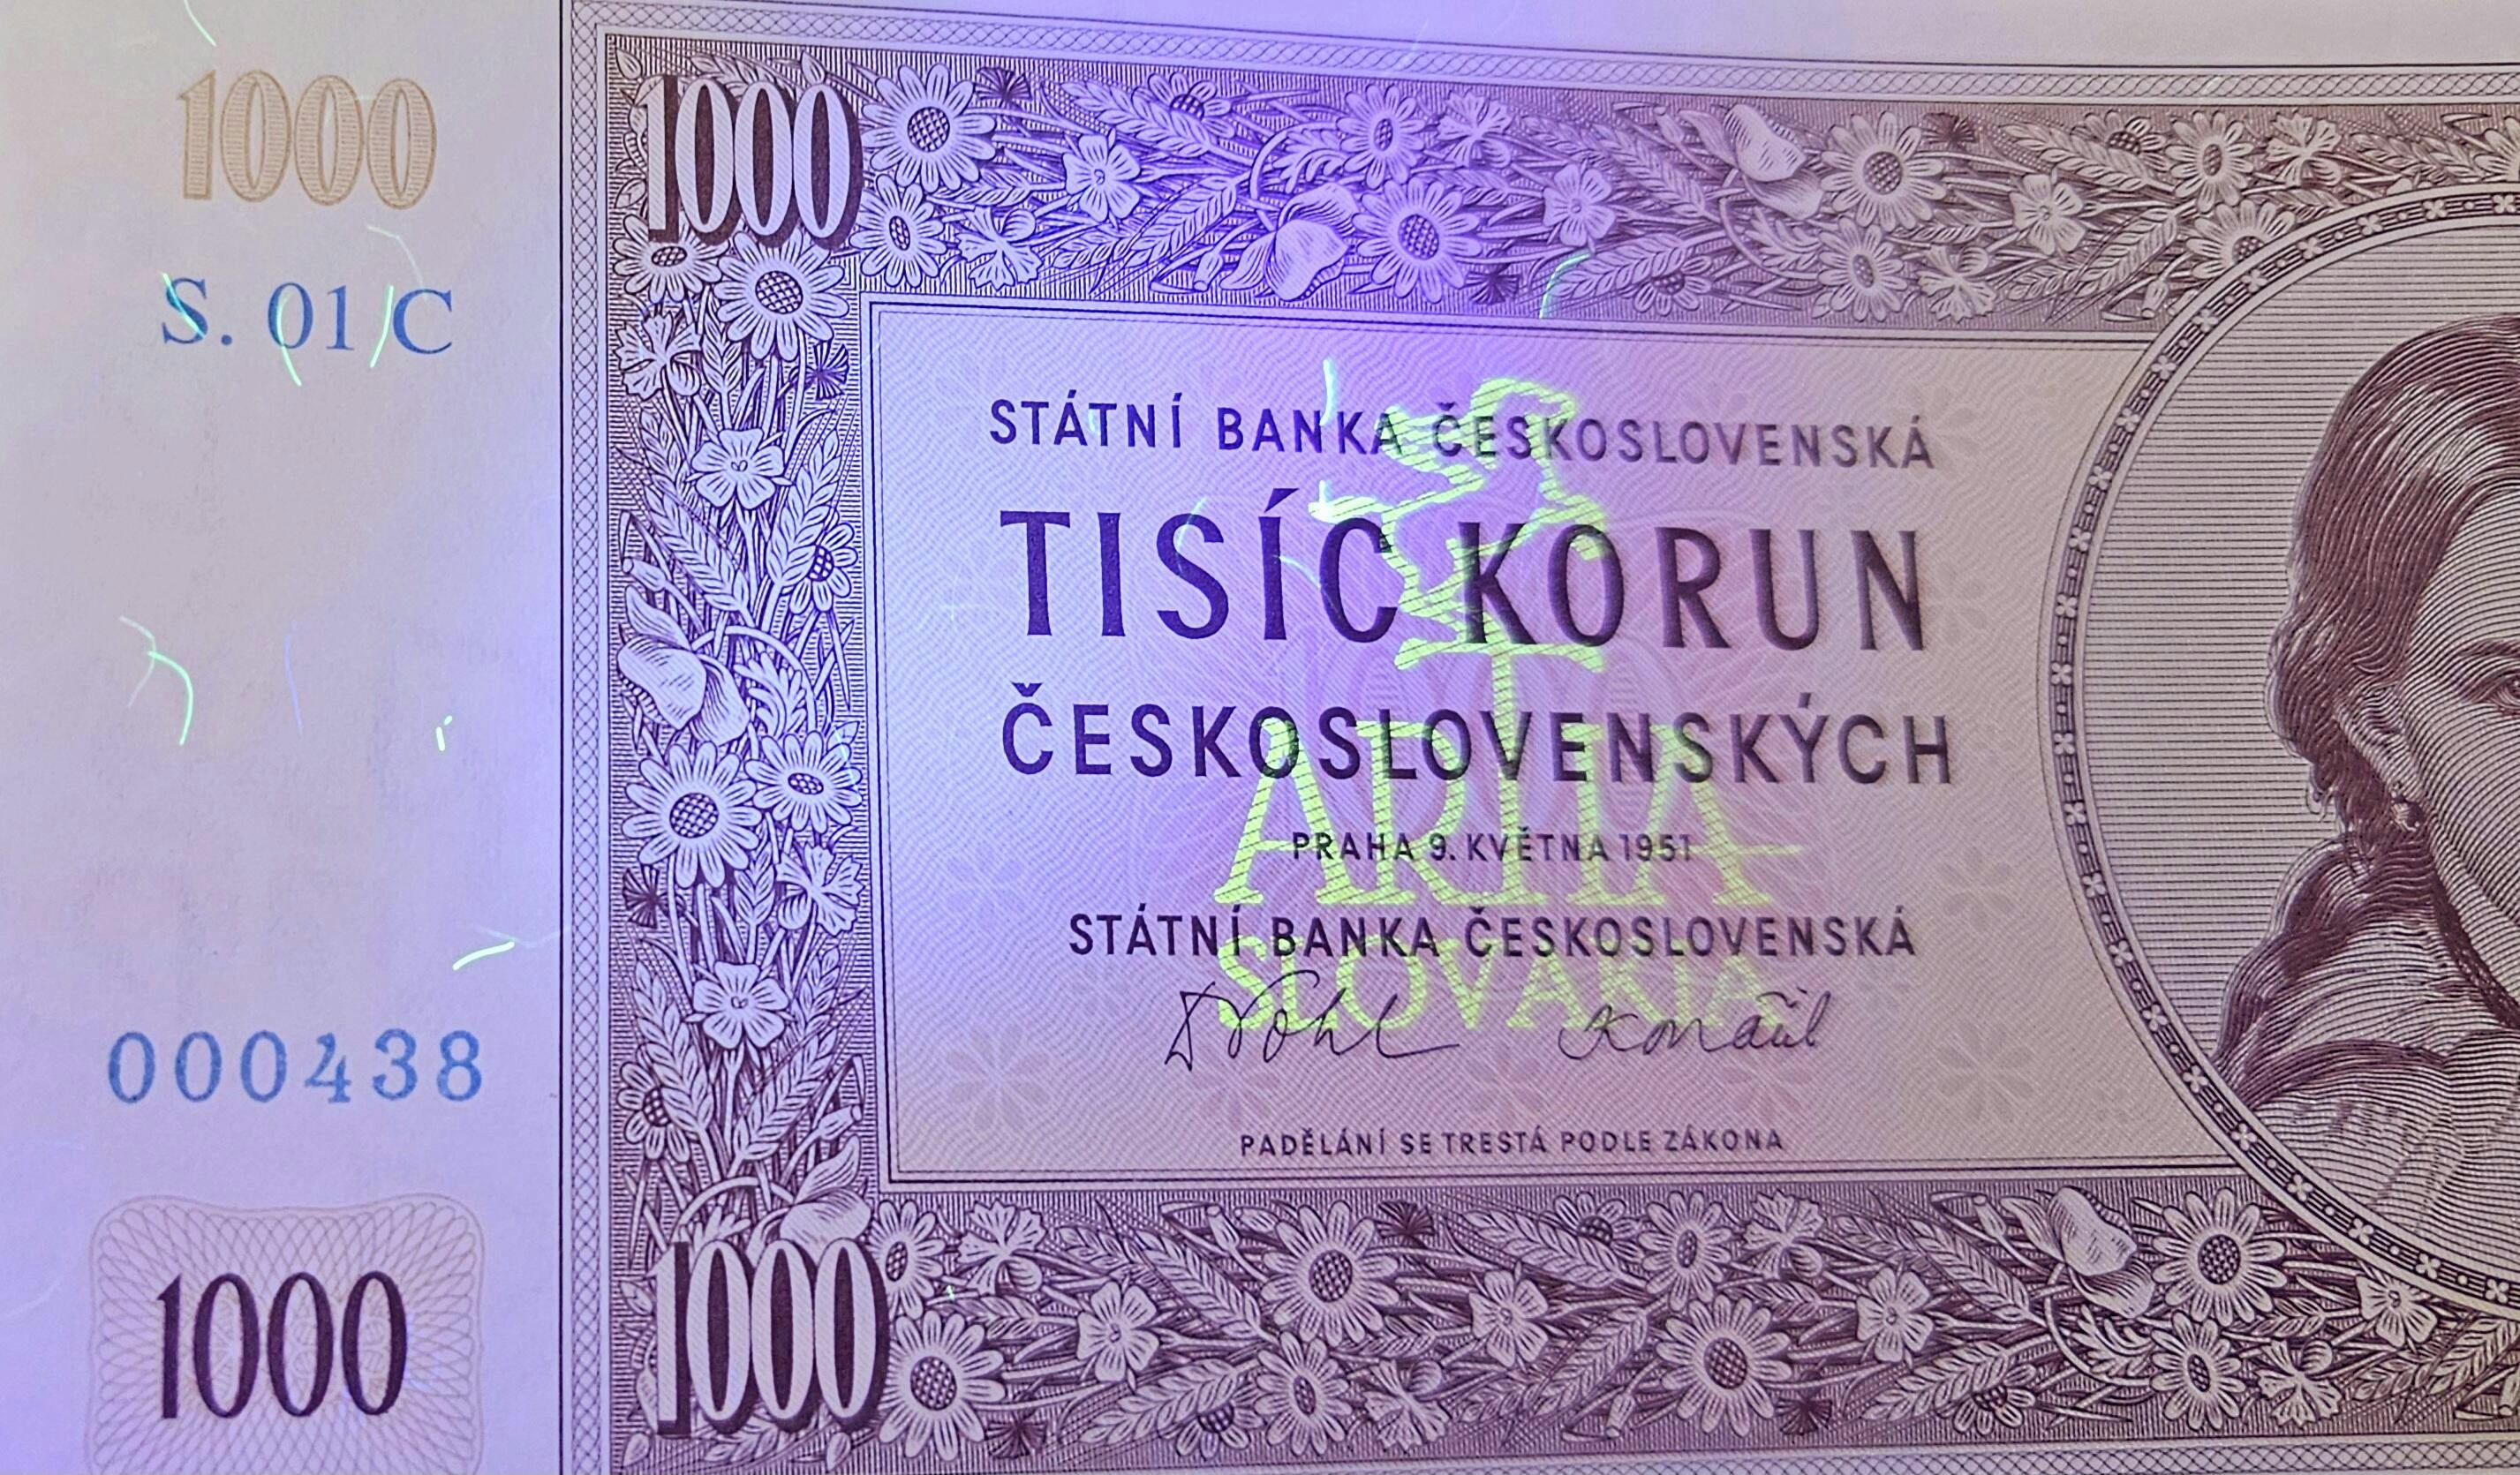 1000
S. 01 C
000438
1000
1000
STÁTNÍ BANKA ČESKOSLOVENSKÁ
TISÍC KORUN
ČESKOSLOVENSKÝCH
ARTIA
PRAHA 9. KVĚTNA 1951
STÁTNÍ BANKA ČESKOSLOVENSKÁ
SLOVAKIA
PADĚLÁNÍ SE TRESTÁ PODLE ZÁKONA
1000